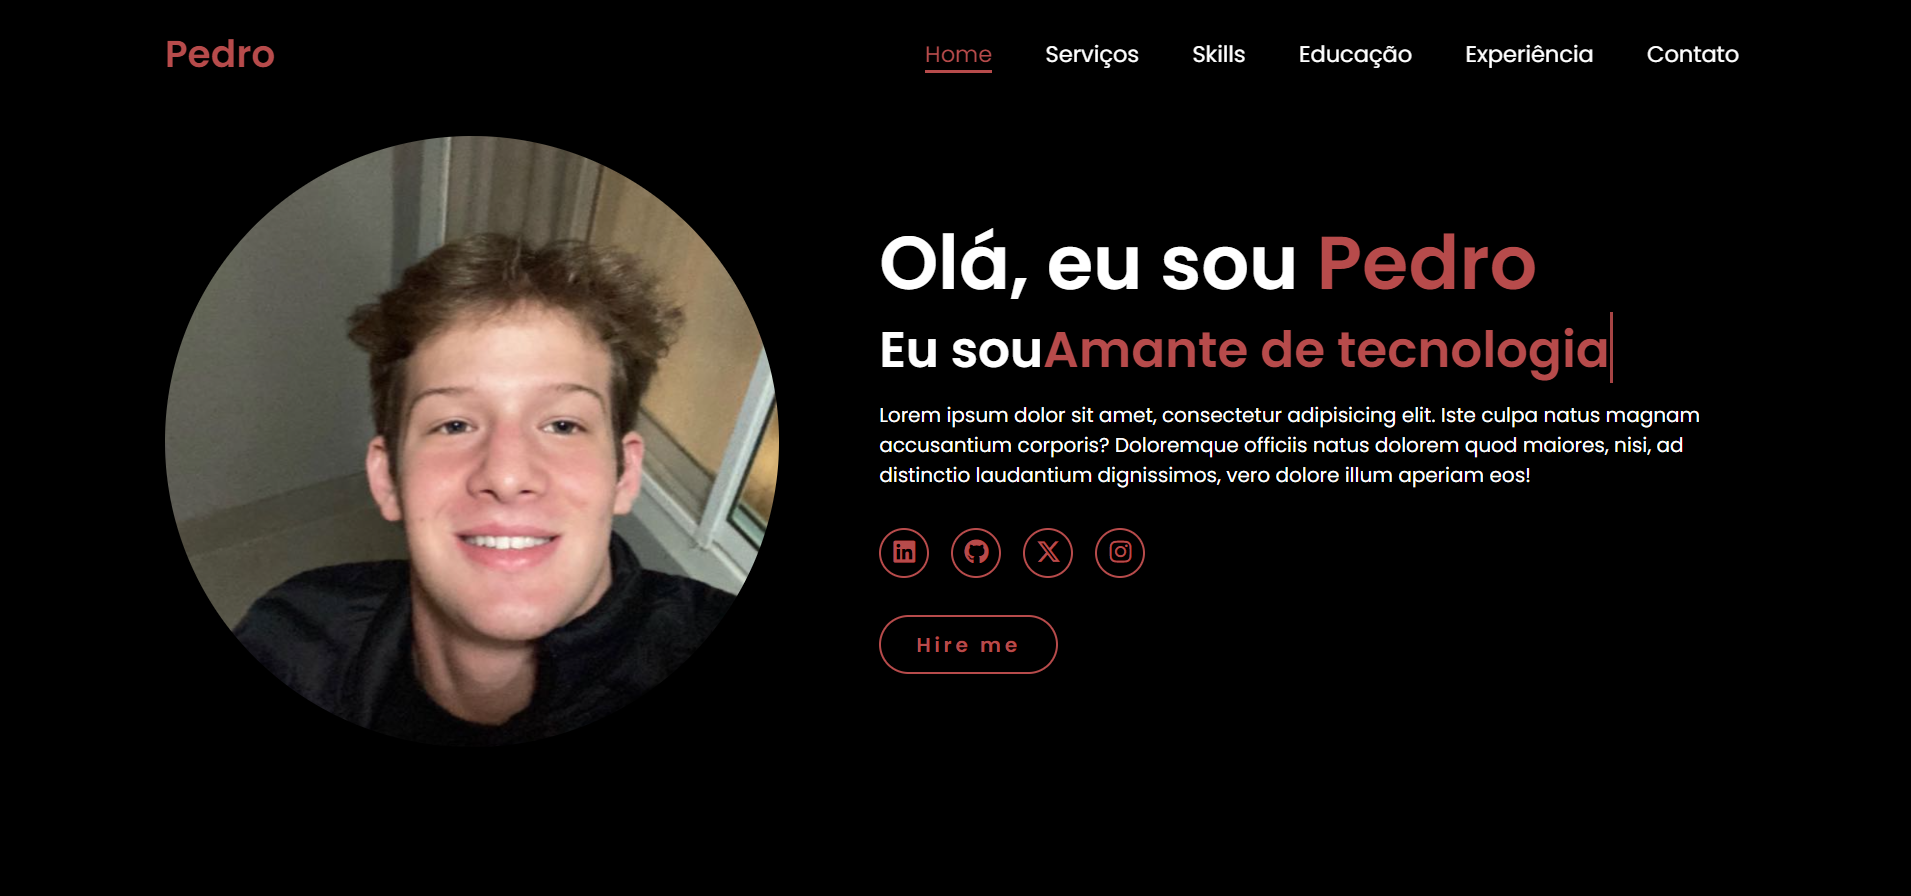 Pedro
Home Serviços Skills Educação Experiência Contato
Olá, eu sou Pedro
Eu souAmante de tecnologia
Lorem ipsum dolor sit amet, consectetur adipisicing elit. Iste culpa natus magnam
accusantium corporis? Doloremque officiis natus dolorem quod maiores, nisi, ad
distinctio laudantium dignissimos, vero dolore illum aperiam eos!
Hire me